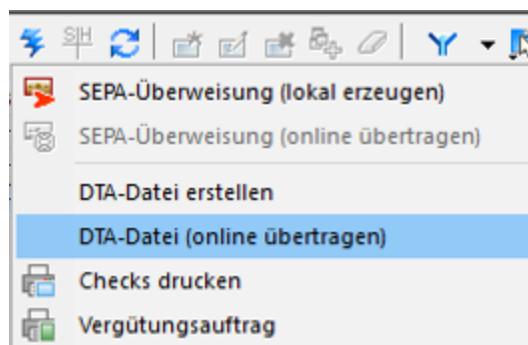 S|H
SEPA-Überweisung (lokal erzeugen)
SEPA-Überweisung (online übertragen)
DTA-Datei erstellen
DTA-Datei (online übertragen)
Checks drucken
Vergütungsauftrag